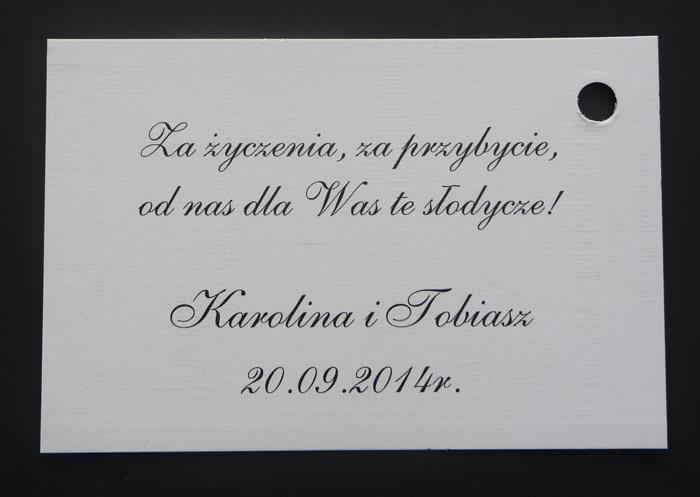 Za życzenia, za przybycie,
od nas dla Was te słodycze!
Karolina i Tobiasz
20.09.2014r.